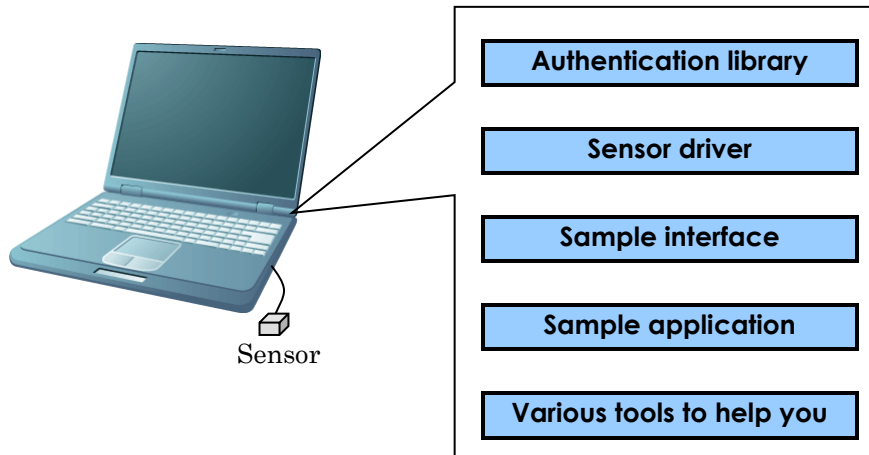 Authentication library
Sensor driver
Sample interface
Sample application
Various tools to help you
Sensor